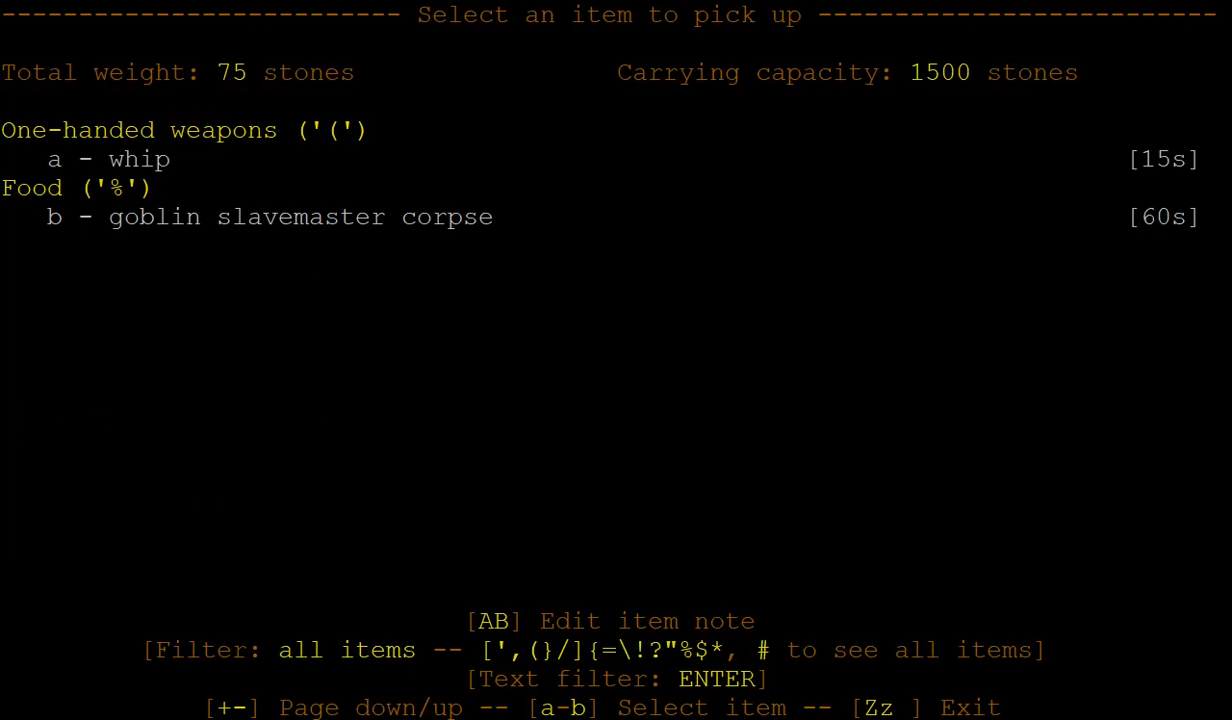 -------------------------- Select an item to pick up --------------------------
Total weight: 75 stones Carrying capacity: 1500 stones
One-handed weapons ('(')
a - whip [15s]
Food ('%')
b - goblin slavemaster corpse [60s]
[AB] Edit item note
[Filter: all items -- [',(}/]{=\!?"%$*, # to see all items]
[Text filter: ENTER]
[+-] Page down/up -- [a-b] Select item -- [Zz ] Exit